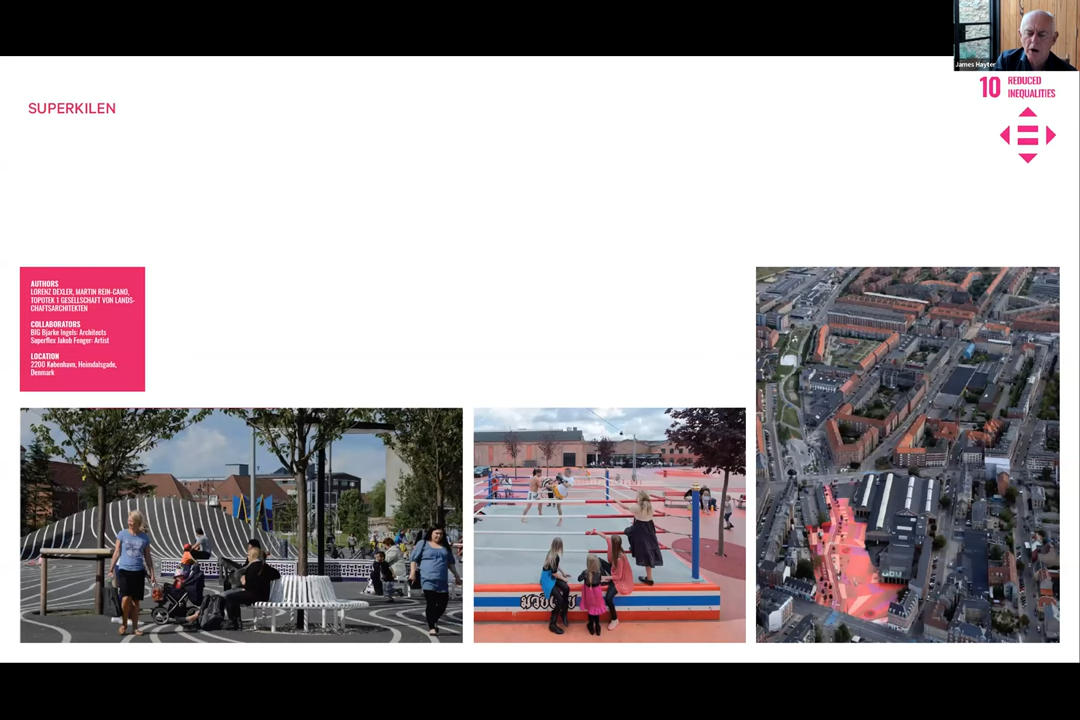 James Hayter
10 REDUCED
INEQUALITIES
SUPERKILEN
AUTHORS
LORENZ DEXLER, MARTIN REIN-CANO,
TOPOTEK 1 GESELLSCHAFT VON LANDS-
CHAFTSARCHITEKTEN
COLLABORATORS
BIG Bjarke Ingels: Architects
Superflex Jakob Fenger: Artist
LOCATION
2200 København, Heimdalsgade,
Denmark